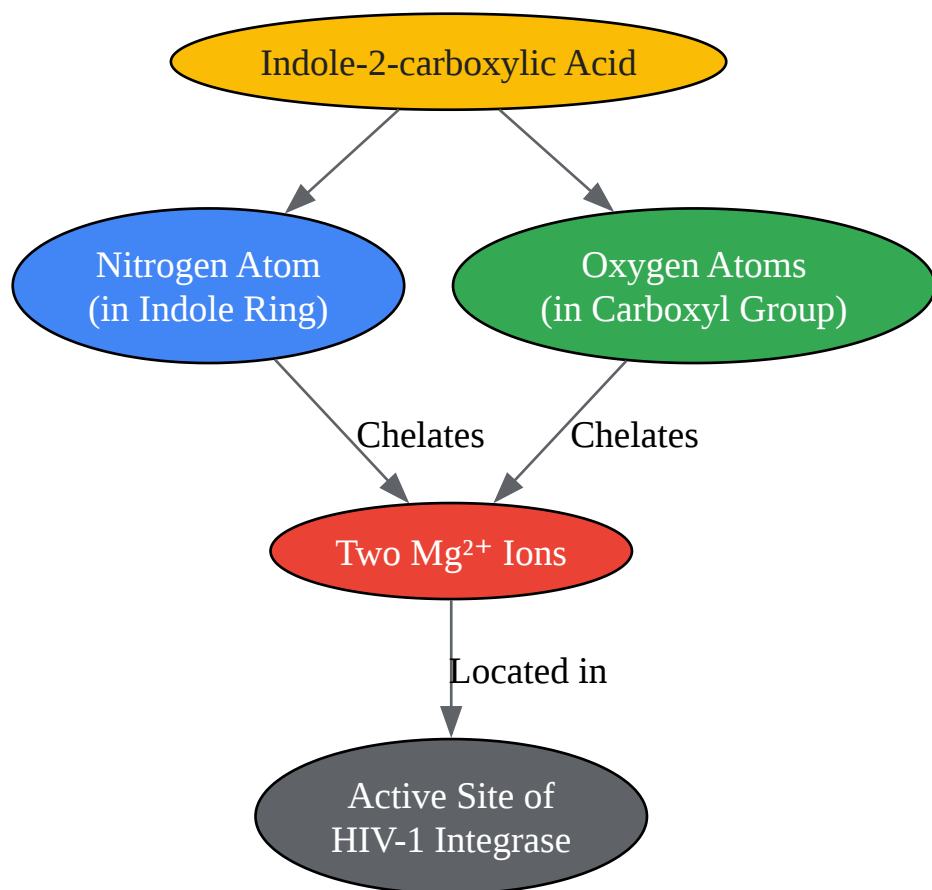 Indole-2-carboxylic Acid
Nitrogen Atom
(in Indole Ring)
Oxygen Atoms
(in Carboxyl Group)
Chelates
Chelates
Two Mg²⁺ Ions
Located in
Active Site of
HIV-1 Integrase